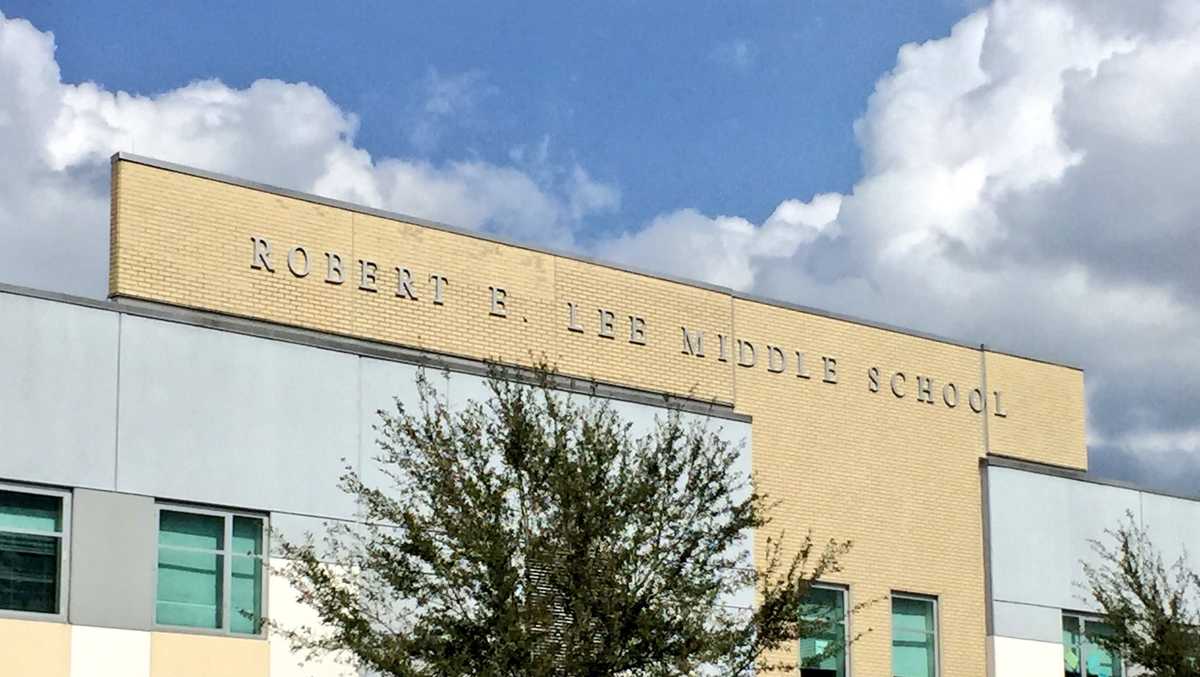 ROBERT E. LEE MIDDLE SCHOOL